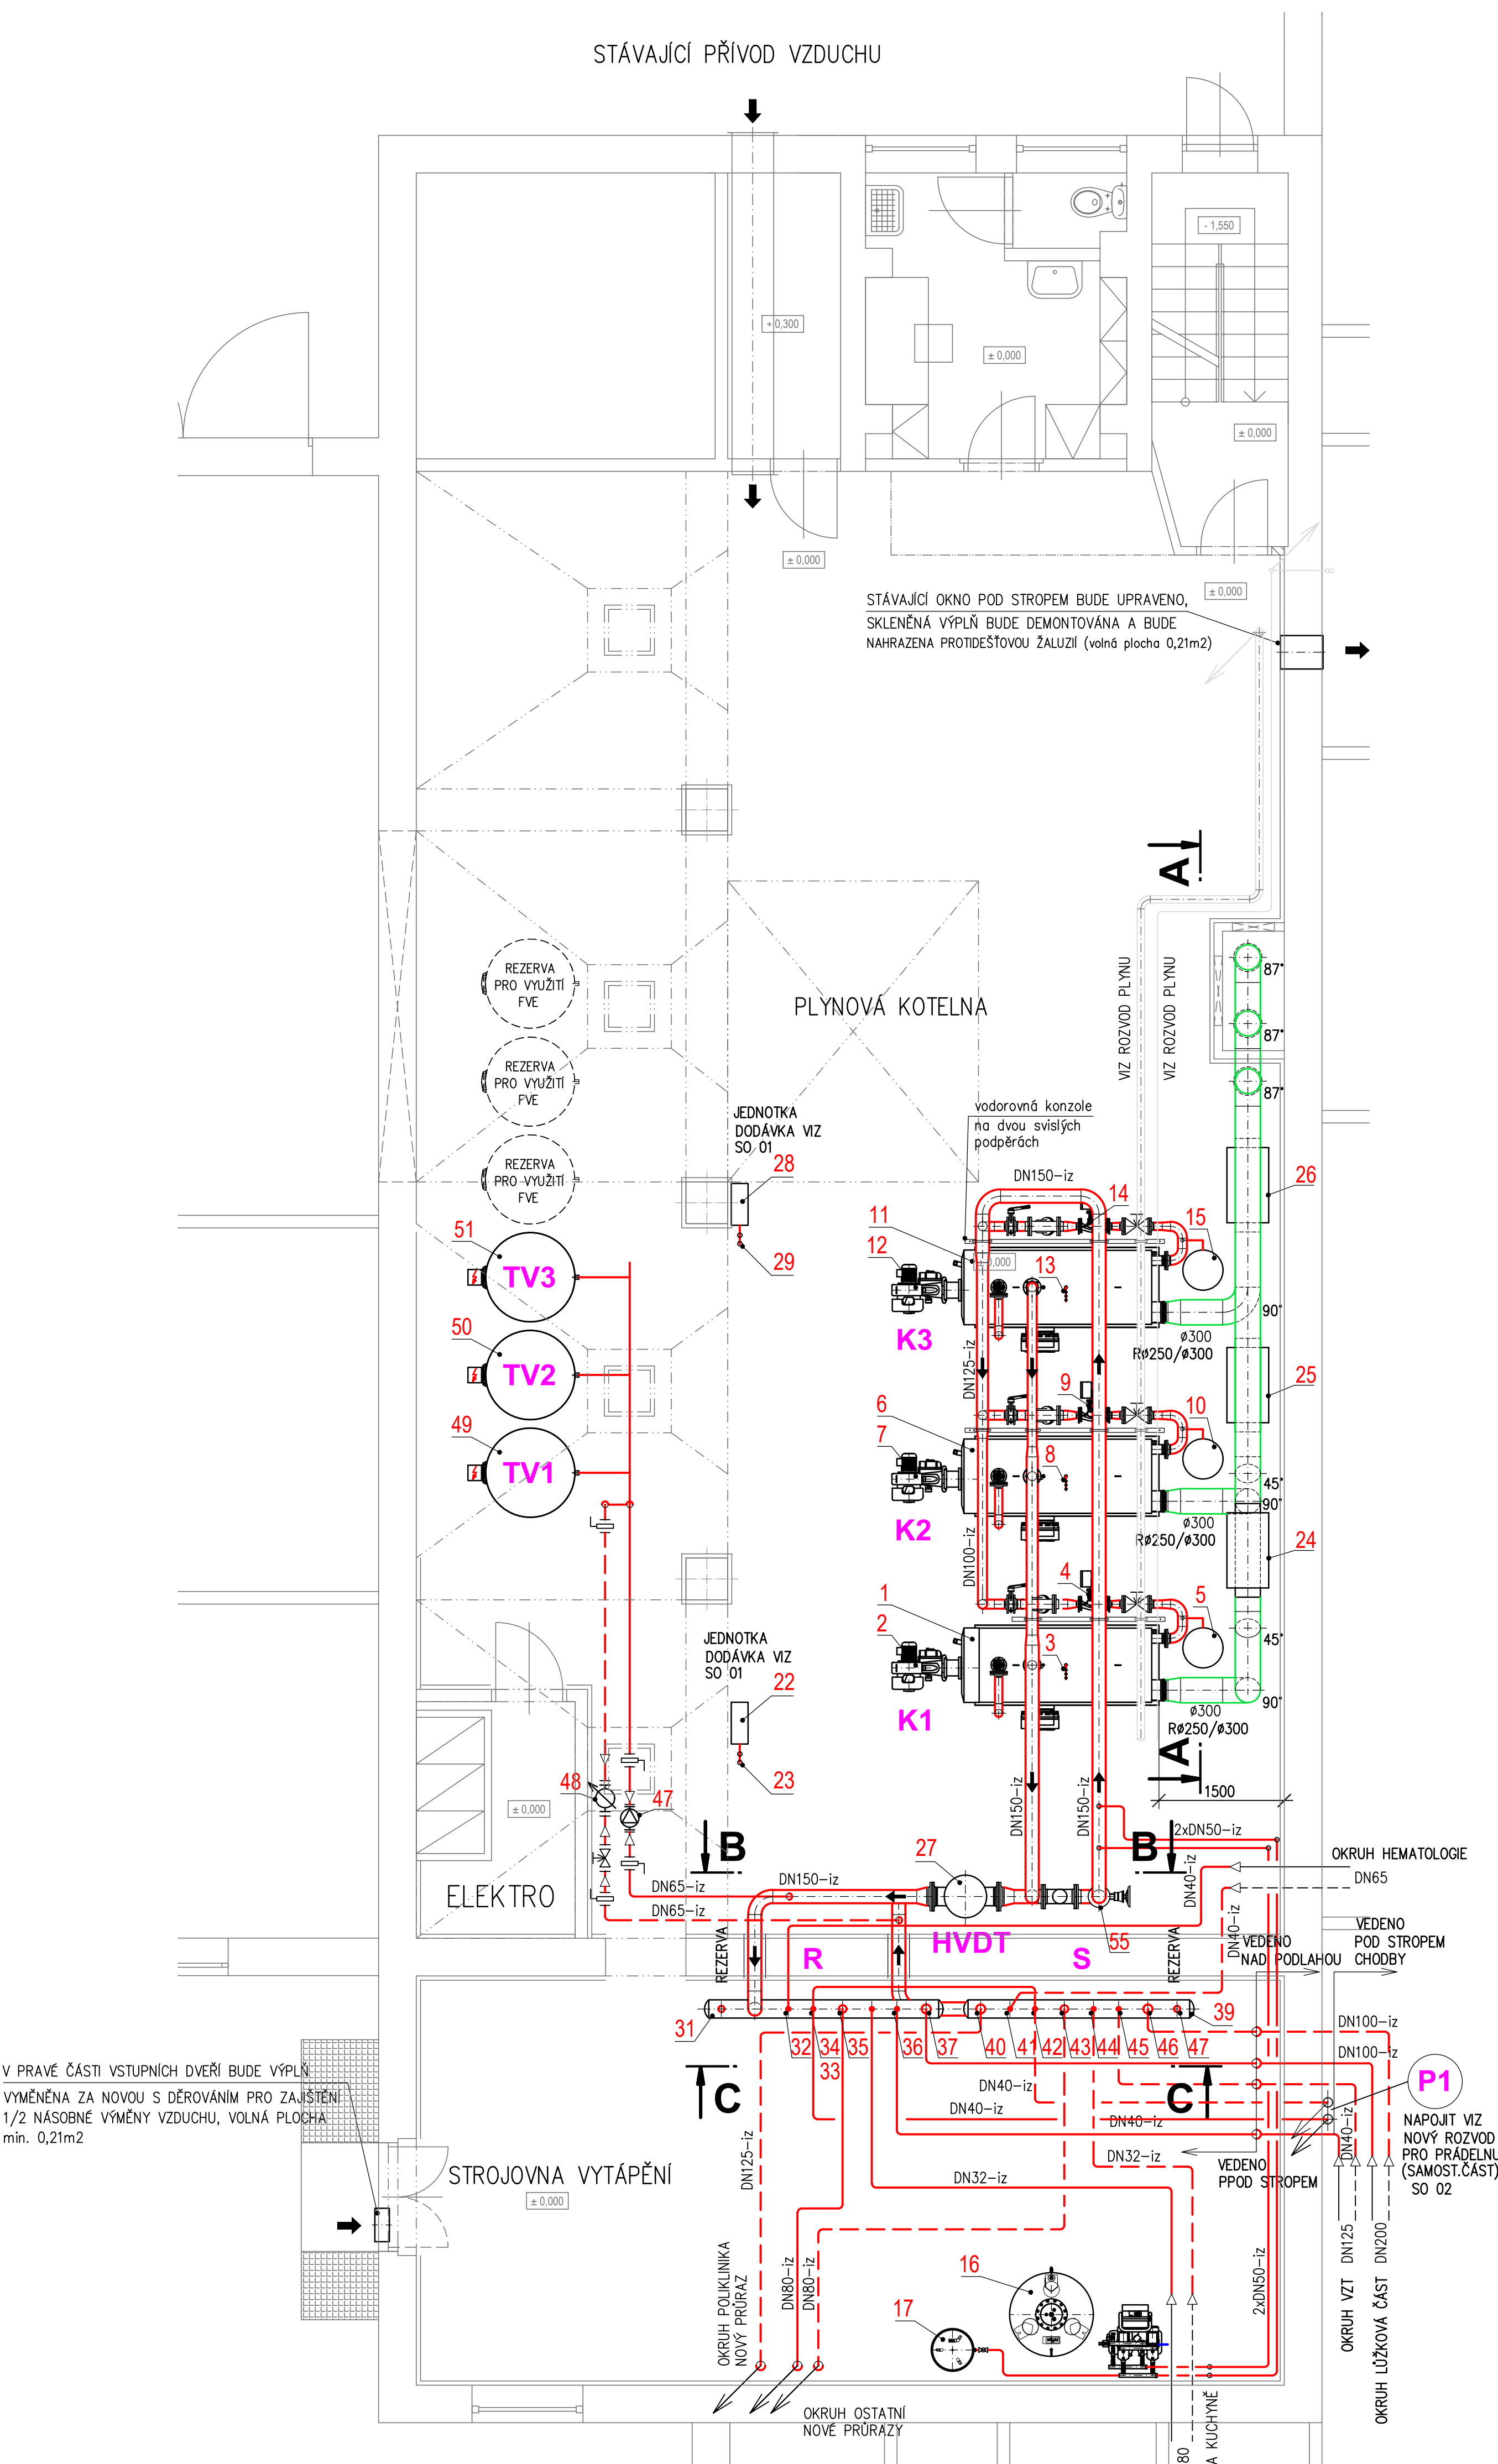 STÁVAJÍCÍ PŘÍVOD VZDUCHU
- 1,550
+ 0,300
± 0,000
± 0,000
± 0,000
± 0,000
STÁVAJÍCÍ OKNO POD STROPEM BUDE UPRAVENO,
SKLENĚNÁ VÝPLŇ BUDE DEMONTOVÁNA A BUDE
NAHRAZENA PROTIDEŠŤOVOU ŽALUZIÍ (volná plocha 0,21m2)
A
REZERVA
PRO VYUŽITÍ
FVE
REZERVA
PRO VYUŽITÍ
FVE
REZERVA
PRO VYUŽITÍ
FVE
PLYNOVÁ KOTELNA
VIZ ROZVOD PLYNU
VIZ ROZVOD PLYNU
87°
87°
87°
JEDNOTKA
DODÁVKA VIZ
SO 01
28
29
vodorovná konzole
na dvou svislých
podpěrách
DN150-iz
14
11
12
13
15
26
± 0,000
K3
90°
ø300
Rø250/ø300
51
TV3
50
TV2
49
TV1
DN125-iz
9
6
7
8
10
25
K2
45°
90°
ø300
Rø250/ø300
24
DN100-iz
4
1
2
3
5
K1
45°
90°
ø300
Rø250/ø300
JEDNOTKA
DODÁVKA VIZ
SO 01
22
23
A
1500
48
47
± 0,000
ELEKTRO
B
B
DN150-iz
DN150-iz
2xDN50-iz
27
DN65-iz
DN65-iz
DN150-iz
DN40-iz
DN40-iz
OKRUH HEMATOLOGIE
DN65
HVDT
55
R
S
REZERVA
REZERVA
VEDENO
NAD PODLAHOU
VEDENO
POD STROPEM
CHODBY
31
32
34
33
35
36
37
40
41
42
43
44
45
46
47
39
DN100-iz
DN100-iz
C
C
DN40-iz
DN40-iz
DN40-iz
DN40-iz
DN32-iz
DN32-iz
P1
NAPOJIT VIZ
NOVÝ ROZVOD
PRO PRÁDELNU
(SAMOST.ČÁST)
SO 02
VEDENO
PPOD STROPEM
V PRAVÉ ČÁSTI VSTUPNÍCH DVEŘÍ BUDE VÝPLŇ
VYMĚNĚNA ZA NOVOU S DĚROVÁNÍM PRO ZAJIŠTĚNÍ
1/2 NÁSOBNÉ VÝMĚNY VZDUCHU, VOLNÁ PLOCHA
min. 0,21m2
STROJOVNA VYTÁPĚNÍ
± 0,000
DN125-iz
DN80-iz
DN80-iz
OKRUH POLIKLINIKA
NOVÝ PRŮRAZ
16
17
2xDN50-iz
OKRUH VZT DN125
OKRUH LŮŽKOVÁ ČÁST DN200
OKRUH OSTATNÍ
NOVÉ PRŮRAZY
80
A KUCHYNĚ